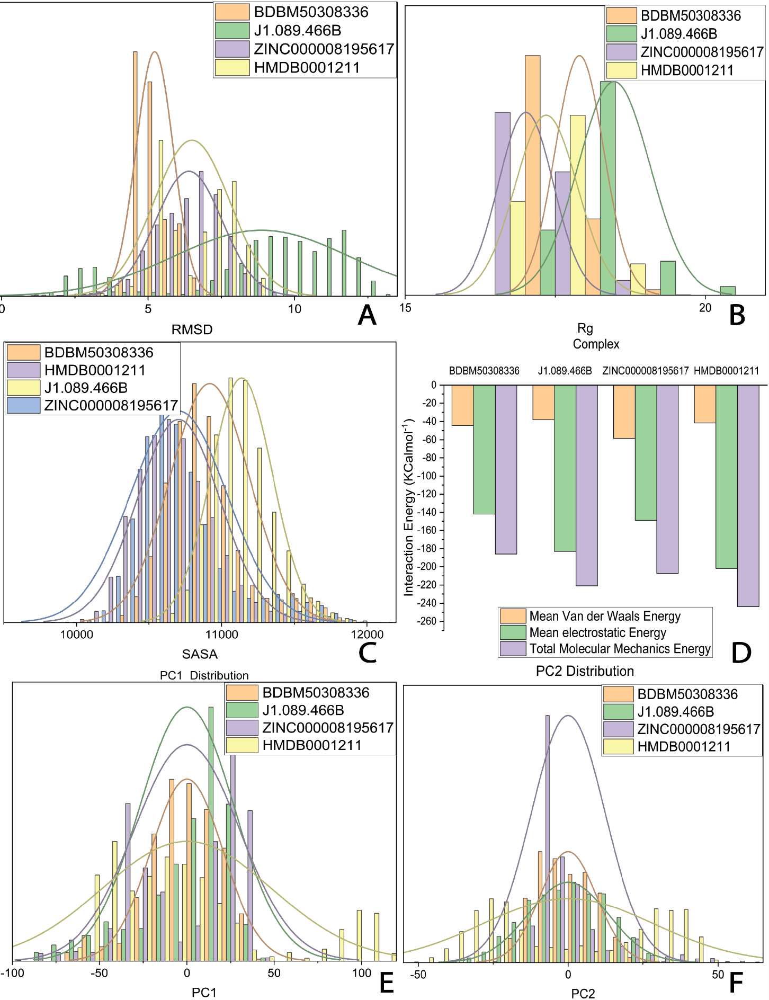 BDBM50308336
J1.089.466B
ZINC000008195617
HMDB0001211
0 5 10
RMSD
A
BDBM50308336
J1.089.466B
ZINC000008195617
HMDB0001211
15 20
Rg
B
BDBM50308336
HMDB0001211
J1.089.466B
ZINC000008195617
10000 11000 12000
SASA
C
Complex
BDBM50308336 J1.089.466B ZINC000008195617 HMDB0001211
0
-20
-40
-60
-80
-100
-120
-140
-160
-180
-200
-220
-240
-260
Interaction Energy (KCalmol⁻¹)
Mean Van der Waals Energy
Mean electrostatic Energy
Total Molecular Mechanics Energy
D
PC1 Distribution
BDBM50308336
J1.089.466B
ZINC000008195617
HMDB0001211
-100 -50 0 50 100
PC1
E
PC2 Distribution
BDBM50308336
J1.089.466B
ZINC000008195617
HMDB0001211
-50 0 50
PC2
F